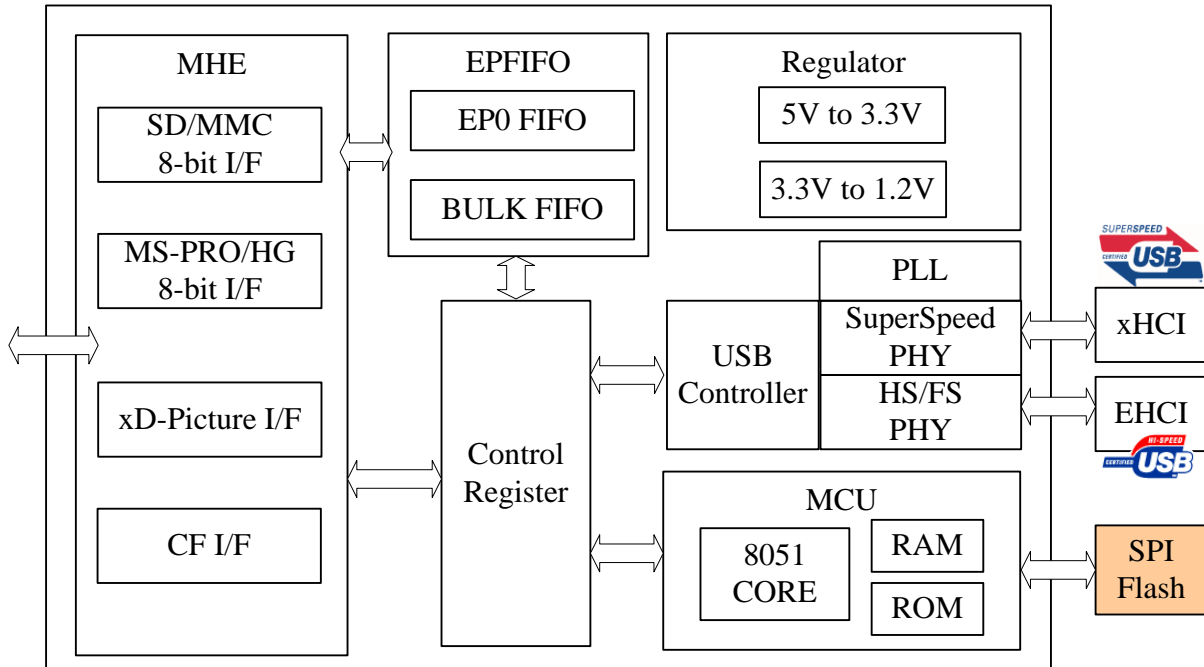 MHE
SD/MMC
8-bit I/F
MS-PRO/HG
8-bit I/F
xD-Picture I/F
CF I/F
EPFIFO
EP0 FIFO
BULK FIFO
Control
Register
Regulator
5V to 3.3V
3.3V to 1.2V
PLL
USB
Controller
SuperSpeed
PHY
HS/FS
PHY
MCU
8051
CORE
RAM
ROM
SUPERSPEED
CERTIFIED USB
xHCI
EHCI
HI-SPEED
CERTIFIED USB
SPI
Flash